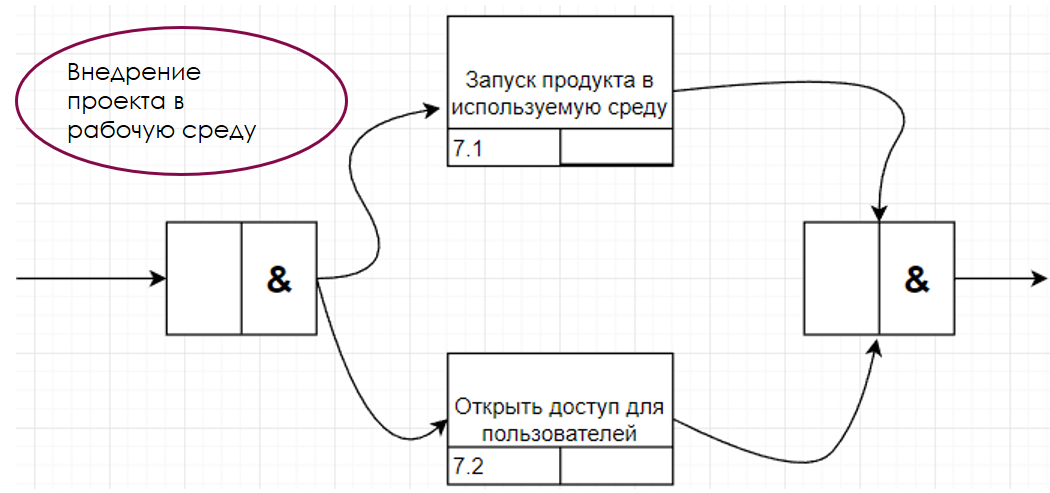 Внедрение
проекта в
рабочую среду
Запуск продукта в
используемую среду
7.1
&
&
Открыть доступ для
пользователей
7.2